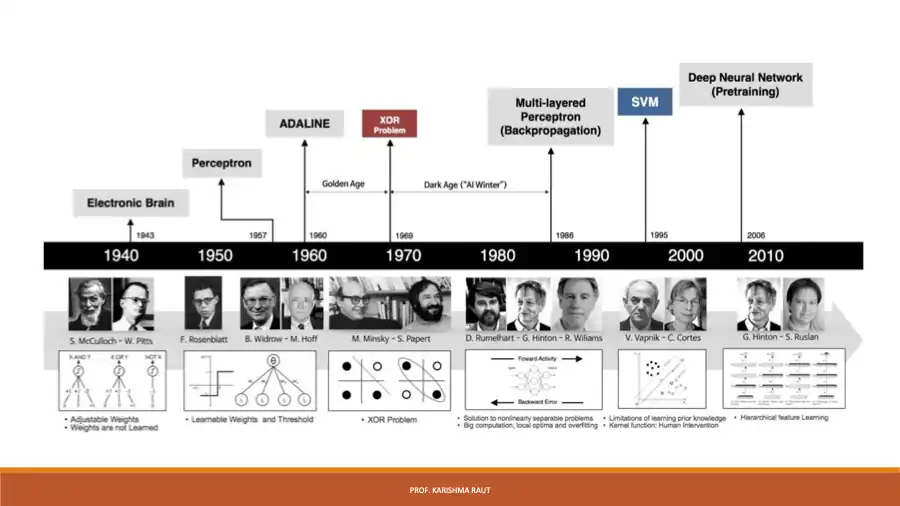 Deep Neural Network
(Pretraining)
Multi-layered
Perceptron
(Backpropagation)
SVM
ADALINE
XOR
Problem
Perceptron
Golden Age
Dark Age ("AI Winter")
Electronic Brain
1943
1957
1960
1969
1986
1995
2006
1940
1950
1960
1970
1980
1990
2000
2010
S. McCulloch - W. Pitts
F. Rosenblatt
B. Widrow - M. Hoff
M. Minsky - S. Papert
D. Rumelhart - G. Hinton - R. Wiliams
V. Vapnik - C. Cortes
G. Hinton - S. Ruslan
X AND Y
X OR Y
NOT X
Foward Activity
Backward Error
• Adjustable Weights
• Weights are not Learned
• Learnable Weights and Threshold
• XOR Problem
• Solution to nonlinearly separable problems
• Big computation, local optima and overfitting
• Limitations of learning prior knowledge
• Kernel function: Human Intervention
• Hierarchical feature Learning
PROF. KARISHMA RAUT